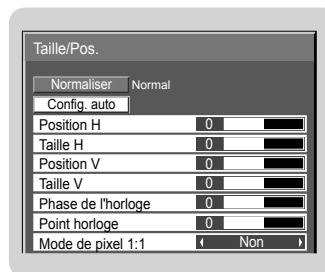 Taille/Pos.
Normaliser Normal
Config. auto
Position H 0
Taille H 0
Position V 0
Taille V 0
Phase de l'horloge 0
Point horloge 0
Mode de pixel 1:1 Non